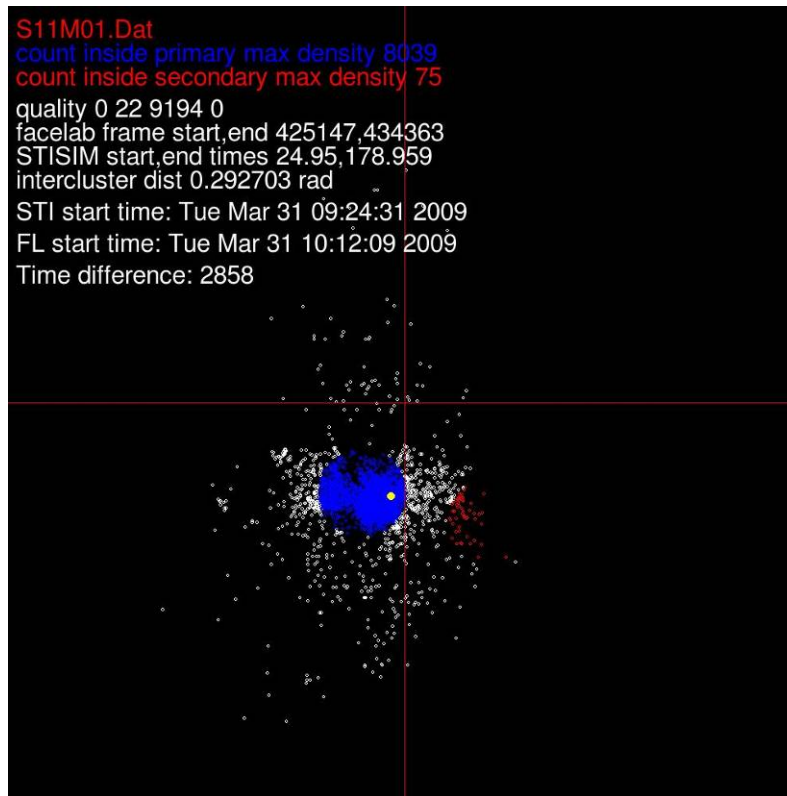 S11M01.Dat
count inside primary max density 8039
count inside secondary max density 75
quality 0 22 9194 0
facelab frame start,end 425147,434363
STISIM start,end times 24.95,178.959
intercluster dist 0.292703 rad
STI start time: Tue Mar 31 09:24:31 2009
FL start time: Tue Mar 31 10:12:09 2009
Time difference: 2858